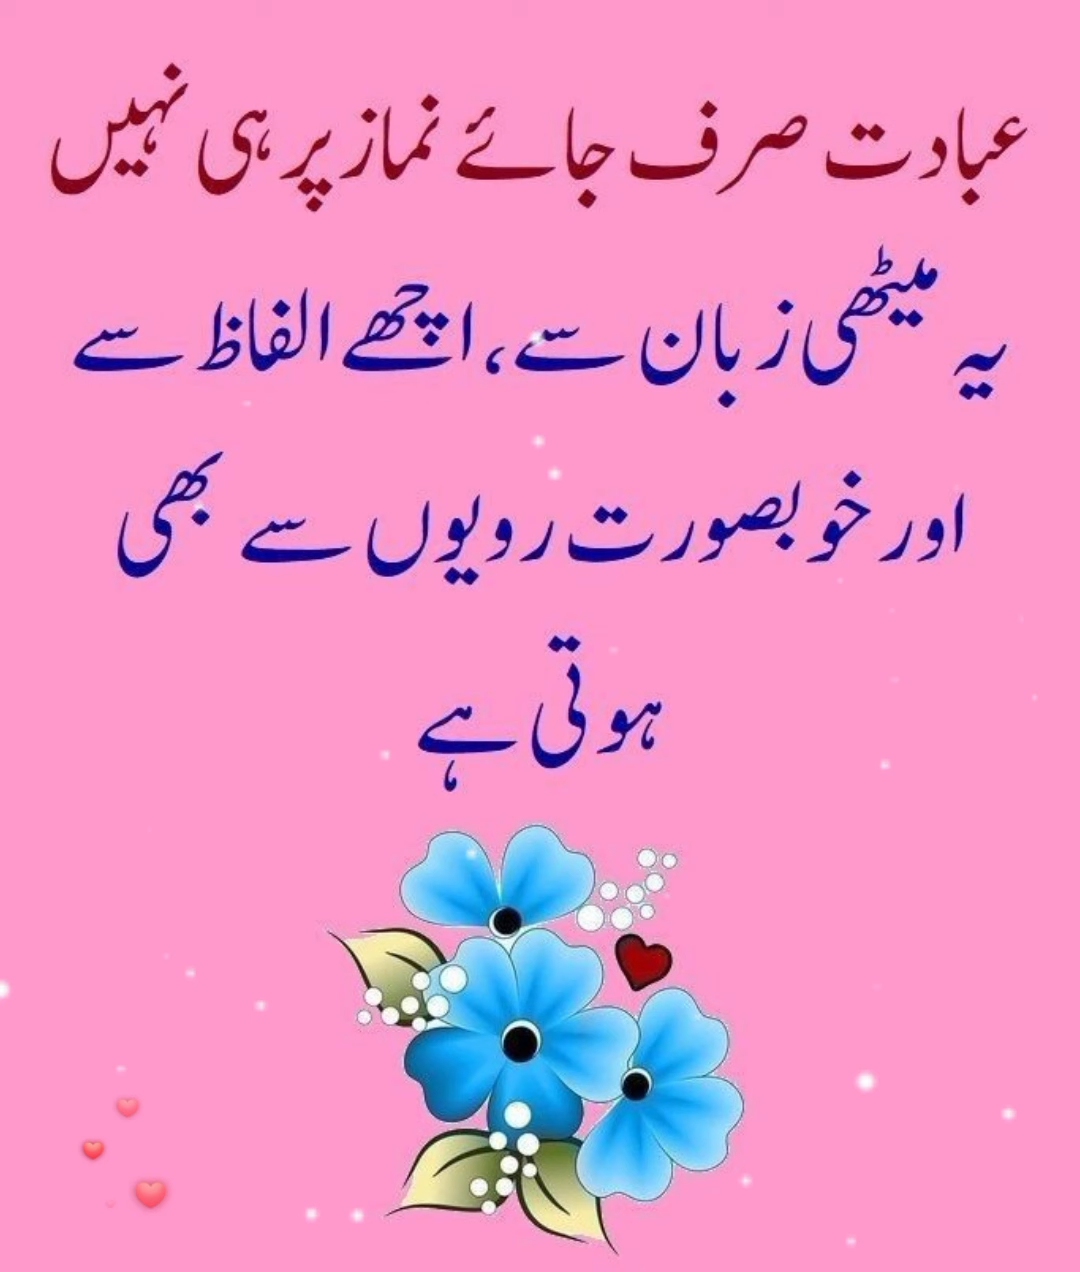 عبادت صرف جائے نماز پر ہی نہیں
یہ میٹھی زبان سے، اچھے الفاظ سے
اور خوبصورت رویوں سے بھی
ہوتی ہے